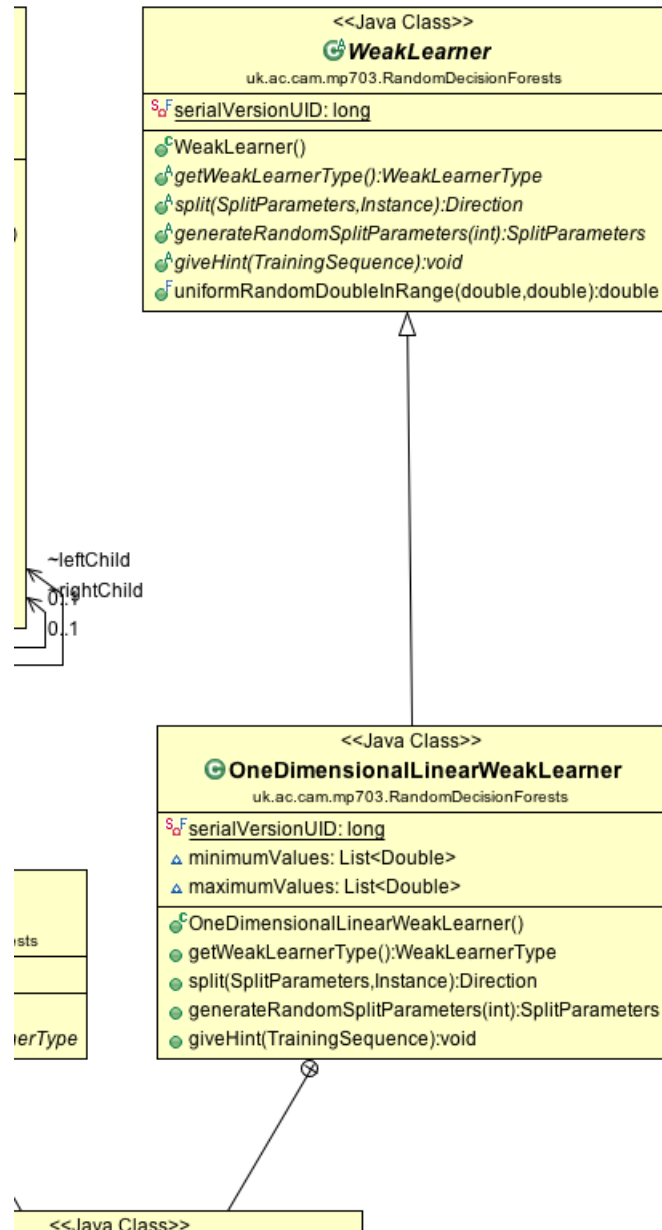 <<Java Class>>
WeakLearner
uk.ac.cam.mp703.RandomDecisionForests
serialVersionUID: long
WeakLearner()
getWeakLearnerType():WeakLearnerType
split(SplitParameters,Instance):Direction
generateRandomSplitParameters(int):SplitParameters
giveHint(TrainingSequence):void
uniformRandomDoubleInRange(double,double):double
)
~leftChild
~rightChild
0..1
0..1
<<Java Class>>
OneDimensionalLinearWeakLearner
uk.ac.cam.mp703.RandomDecisionForests
serialVersionUID: long
minimumValues: List<Double>
maximumValues: List<Double>
OneDimensionalLinearWeakLearner()
getWeakLearnerType():WeakLearnerType
split(SplitParameters,Instance):Direction
generateRandomSplitParameters(int):SplitParameters
giveHint(TrainingSequence):void
ests
nerType
<<Java Class>>